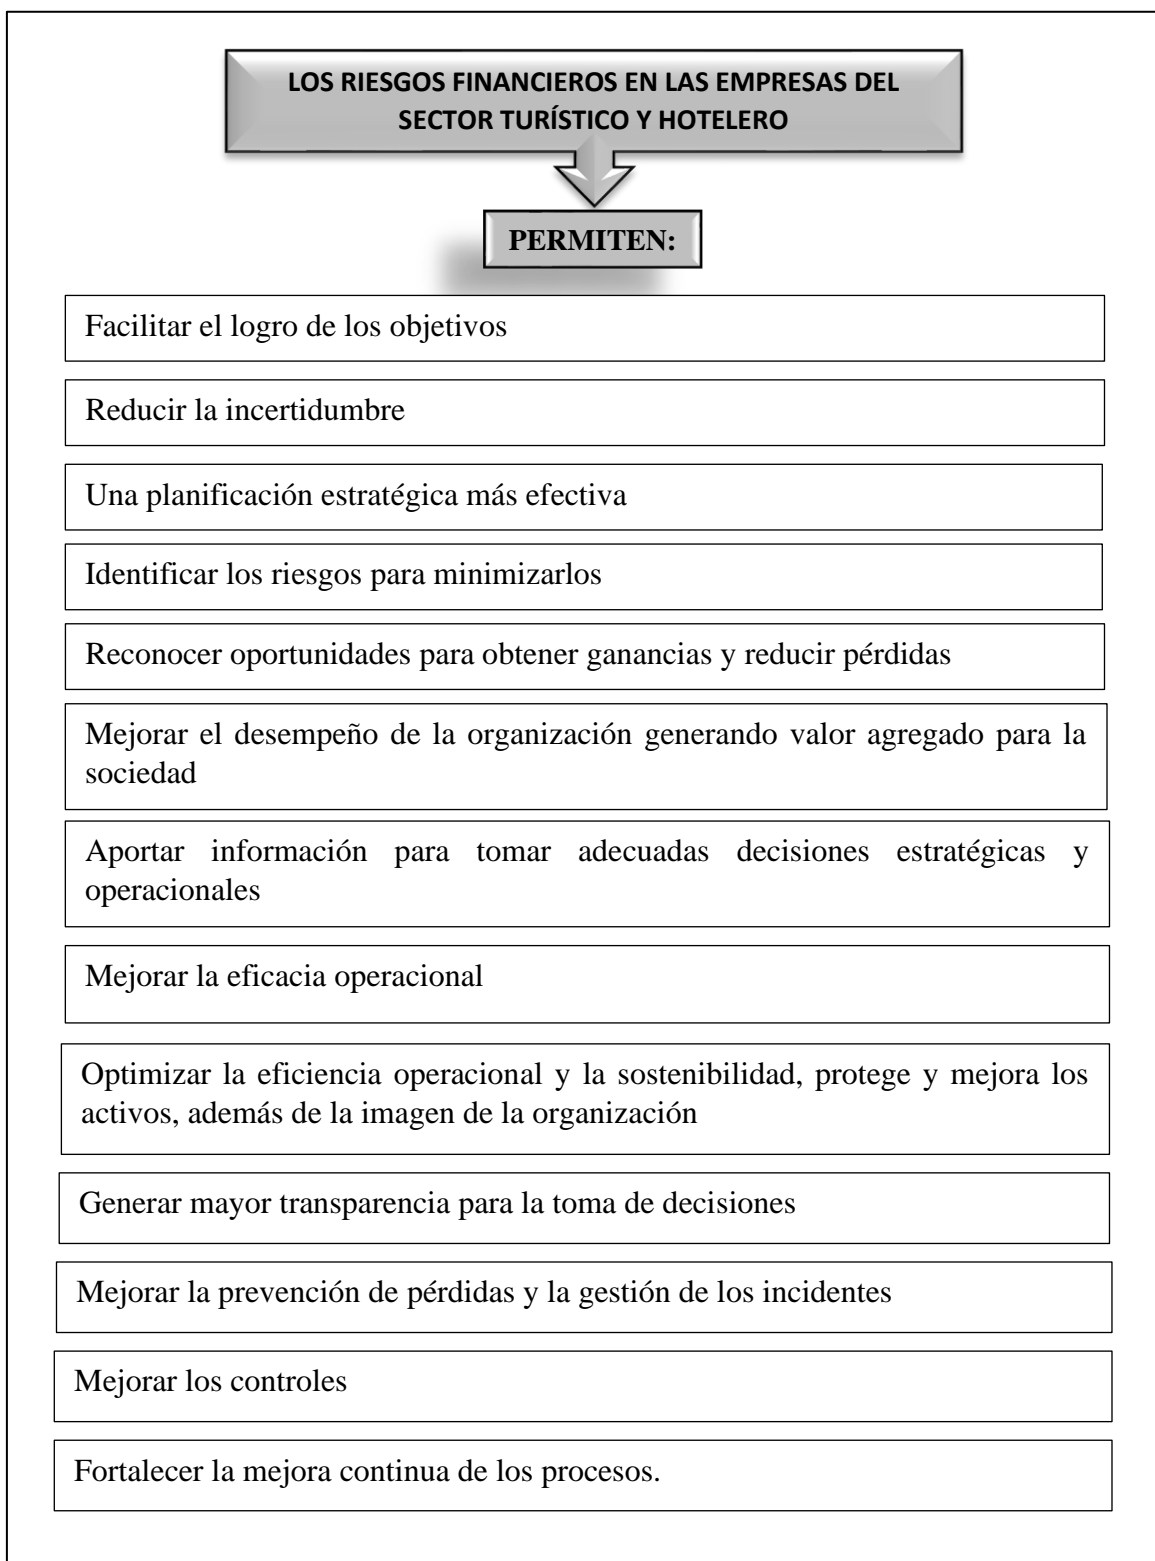 LOS RIESGOS FINANCIEROS EN LAS EMPRESAS DEL
SECTOR TURÍSTICO Y HOTELERO
PERMITEN:
Facilitar el logro de los objetivos
Reducir la incertidumbre
Una planificación estratégica más efectiva
Identificar los riesgos para minimizarlos
Reconocer oportunidades para obtener ganancias y reducir pérdidas
Mejorar el desempeño de la organización generando valor agregado para la
sociedad
Aportar información para tomar adecuadas decisiones estratégicas y
operacionales
Mejorar la eficacia operacional
Optimizar la eficiencia operacional y la sostenibilidad, protege y mejora los
activos, además de la imagen de la organización
Generar mayor transparencia para la toma de decisiones
Mejorar la prevención de pérdidas y la gestión de los incidentes
Mejorar los controles
Fortalecer la mejora continua de los procesos.